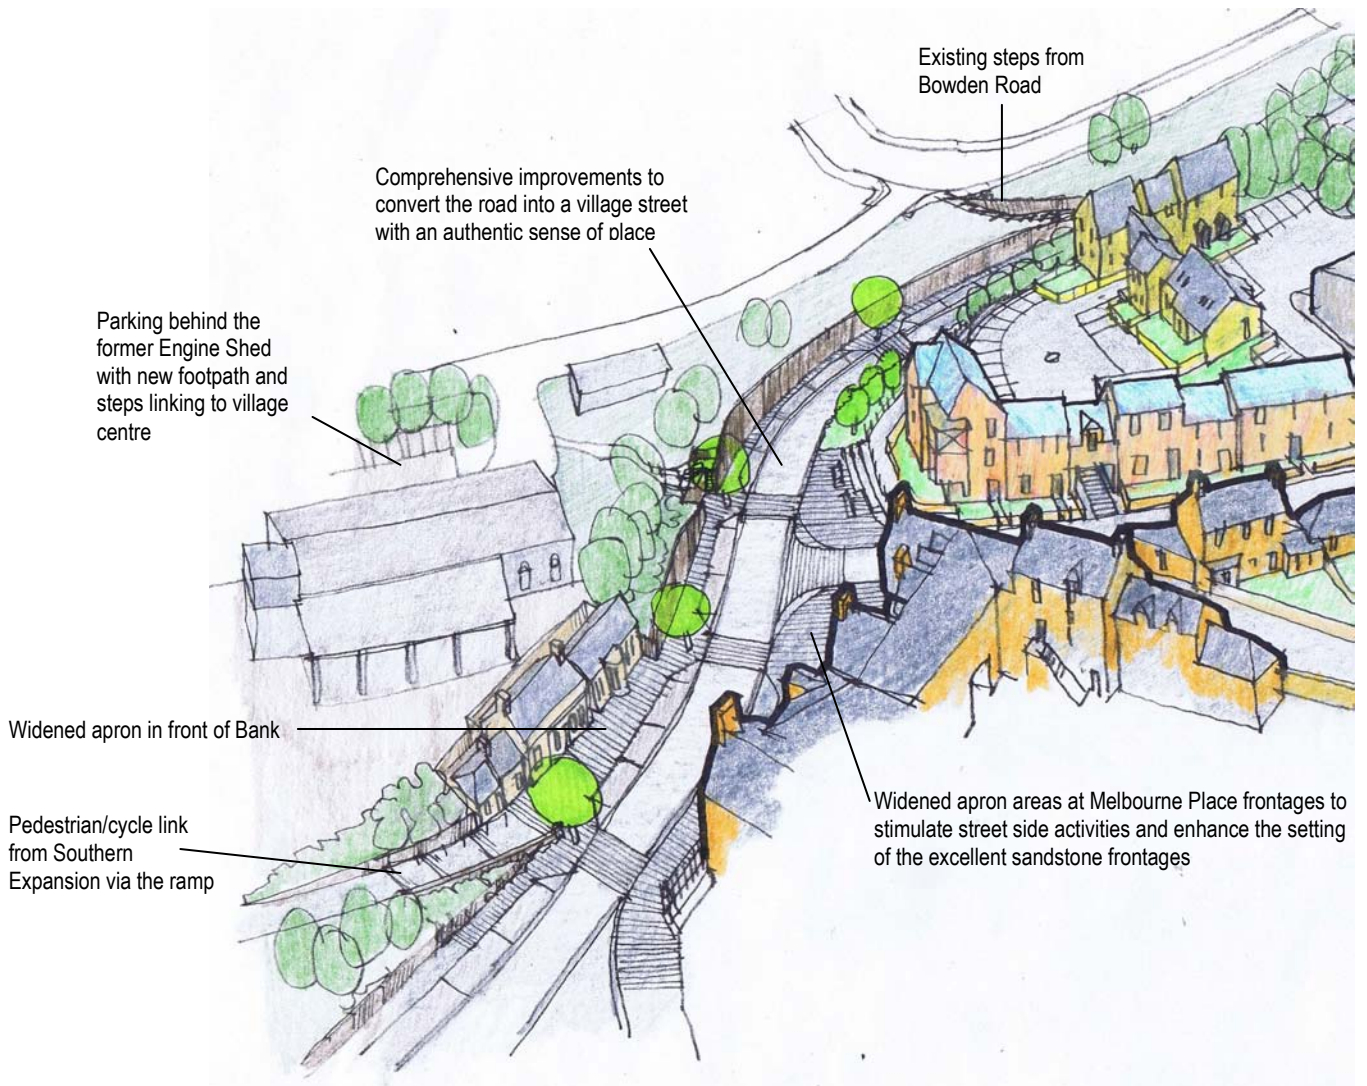 Existing steps from
Bowden Road
Comprehensive improvements to
convert the road into a village street
with an authentic sense of place
Parking behind the
former Engine Shed
with new footpath and
steps linking to village
centre
Widened apron in front of Bank
Pedestrian/cycle link
from Southern
Expansion via the ramp
Widened apron areas at Melbourne Place frontages to
stimulate street side activities and enhance the setting
of the excellent sandstone frontages